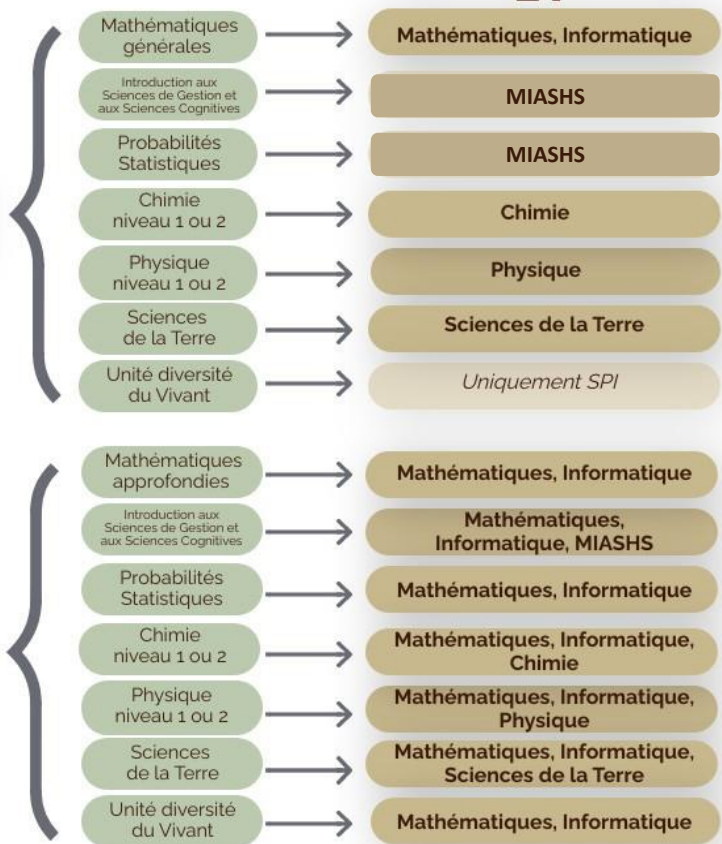 Mathématiques
générales
Mathématiques, Informatique
Introduction aux
Sciences de Gestion et
aux Sciences Cognitives
MIASHS
Probabilités
Statistiques
MIASHS
Chimie
niveau 1 ou 2
Chimie
Physique
niveau 1 ou 2
Physique
Sciences
de la Terre
Sciences de la Terre
Unité diversité
du Vivant
Uniquement SPI
Mathématiques
approfondies
Mathématiques, Informatique
Introduction aux
Sciences de Gestion et
aux Sciences Cognitives
Mathématiques,
Informatique, MIASHS
Probabilités
Statistiques
Mathématiques, Informatique
Chimie
niveau 1 ou 2
Mathématiques, Informatique,
Chimie
Physique
niveau 1 ou 2
Mathématiques, Informatique,
Physique
Sciences
de la Terre
Mathématiques, Informatique,
Sciences de la Terre
Unité diversité
du Vivant
Mathématiques, Informatique